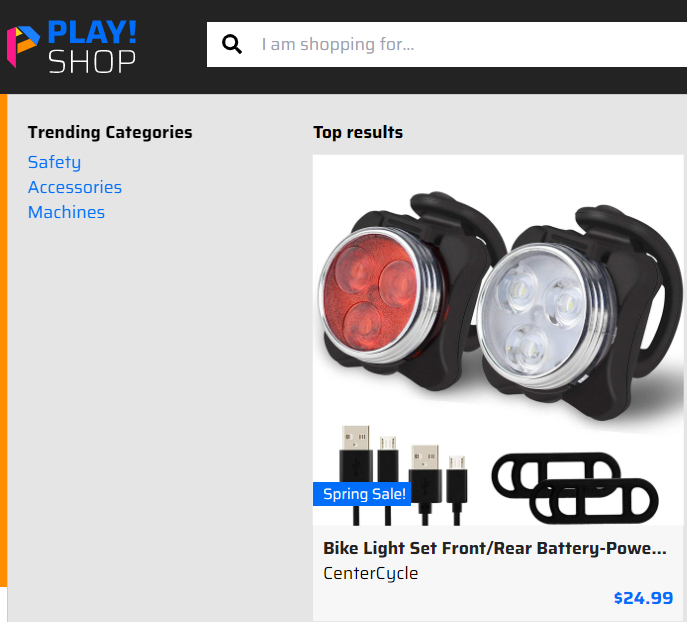 PLAY!
SHOP
I am shopping for...
Trending Categories
Safety
Accessories
Machines
Top results
Spring Sale!
Bike Light Set Front/Rear Battery-Powe...
CenterCycle
$24.99